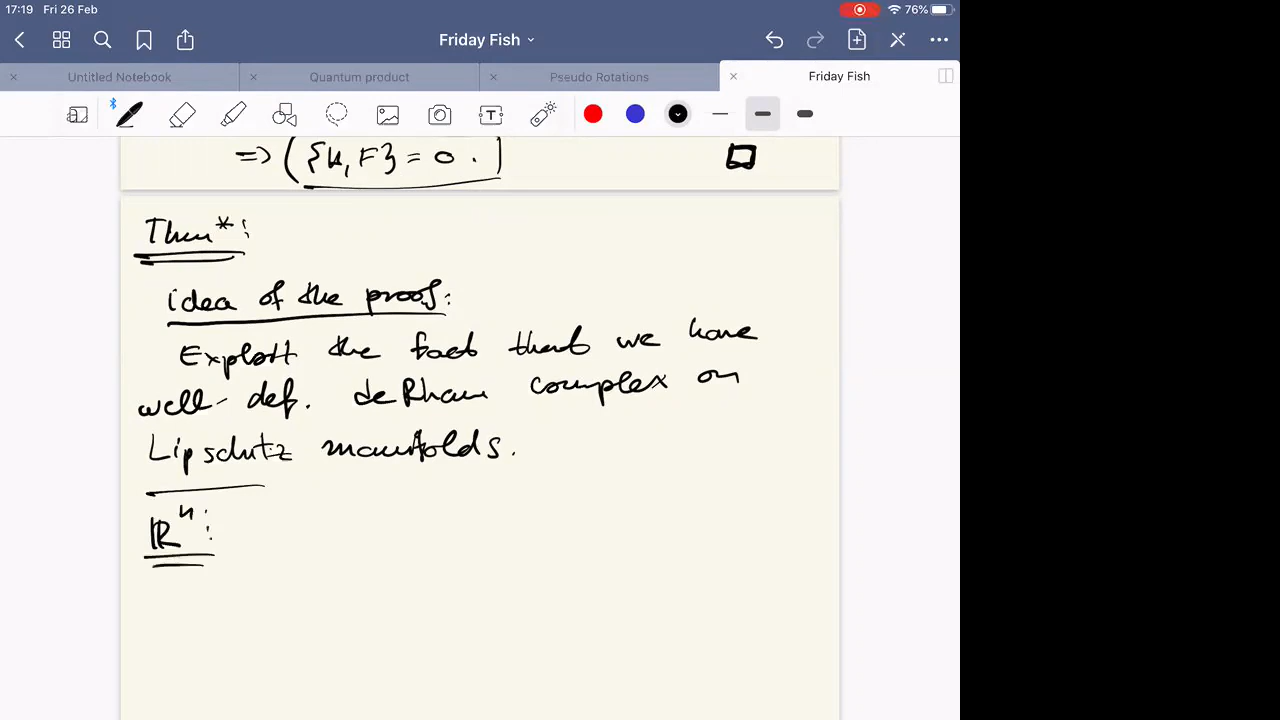 17:19 Fri 26 Feb
76%
Friday Fish
Untitled Notebook
Quantum product
Pseudo Rotations
Friday Fish
=> ( {H, F} = 0 .
Thm*:
idea of the proof:
Exploit the fact that we have
well-def. deRham complex on
Lipschitz manifolds.
ℝⁿ: